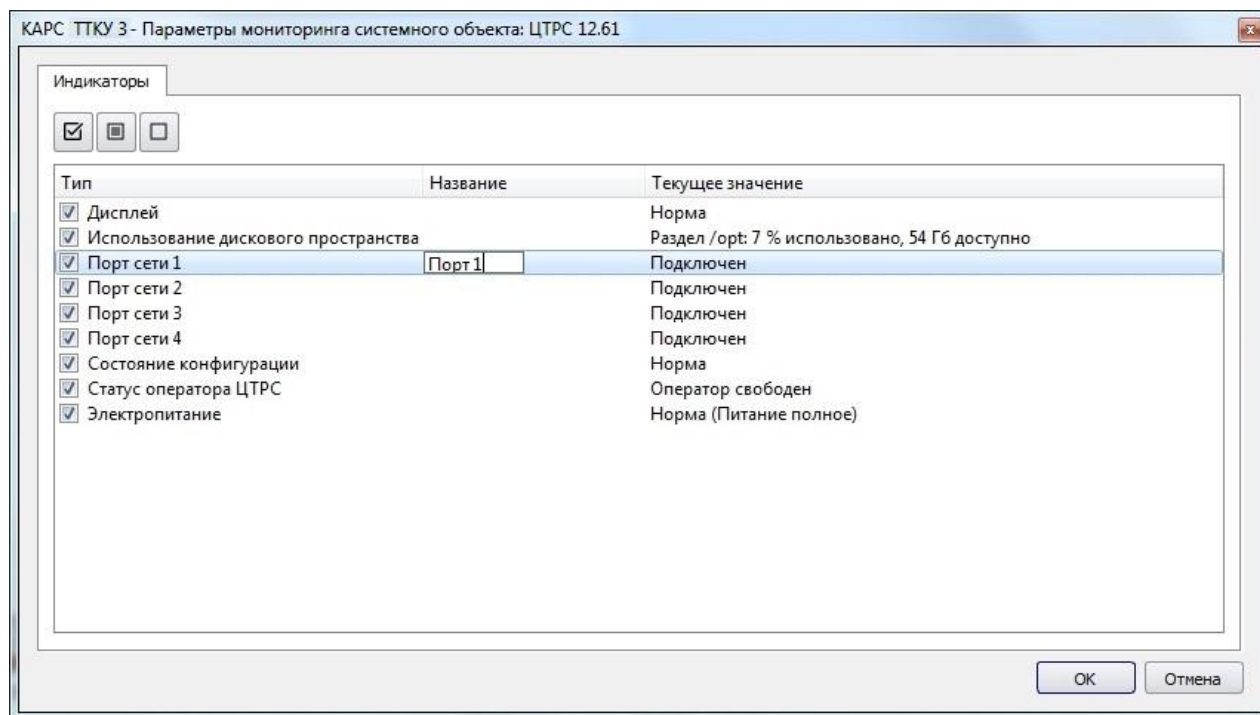 КАРС ТТКУ 3 - Параметры мониторинга системного объекта: ЦТРС 12.61
Индикаторы
Тип Название Текущее значение
Дисплей Норма
Использование дискового пространства Раздел /opt: 7 % использовано, 54 Гб доступно
Порт сети 1 Порт 1 Подключен
Порт сети 2 Подключен
Порт сети 3 Подключен
Порт сети 4 Подключен
Состояние конфигурации Норма
Статус оператора ЦТРС Оператор свободен
Электропитание Норма (Питание полное)
ОК Отмена